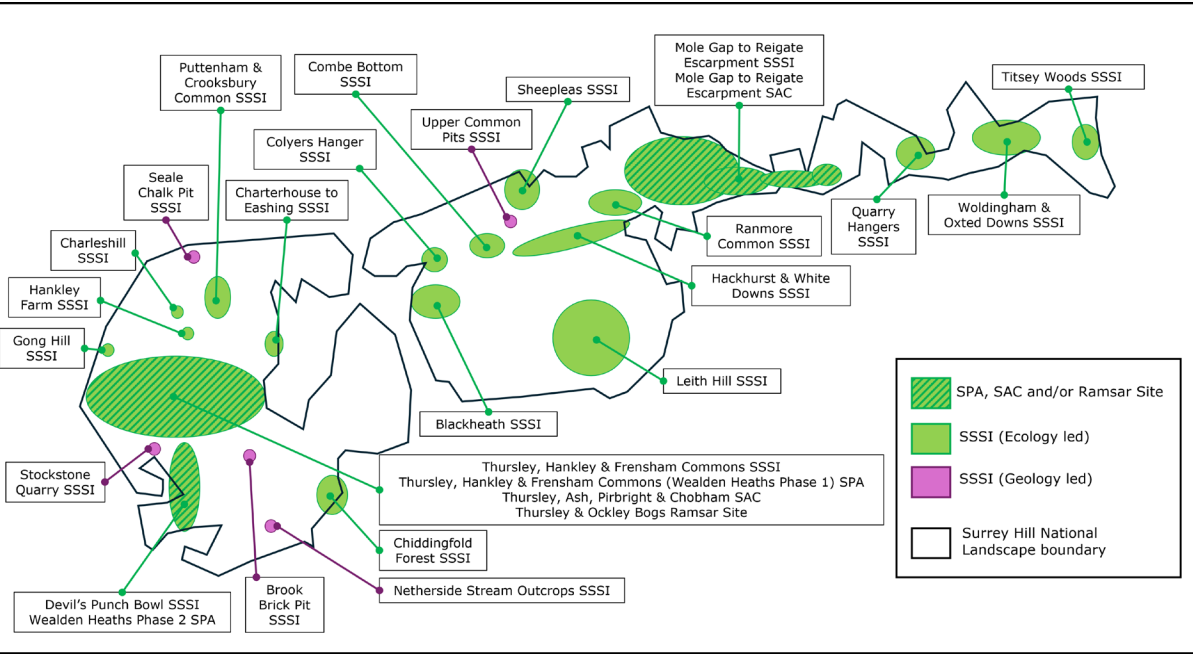 Puttenham &
Crooksbury
Common SSSI
Combe Bottom
SSSI
Sheepleas SSSI
Mole Gap to Reigate
Escarpment SSSI
Mole Gap to Reigate
Escarpment SAC
Titsey Woods SSSI
Upper Common
Pits SSSI
Colyers Hanger
SSSI
Seale
Chalk Pit
SSSI
Charterhouse to
Eashing SSSI
Charleshill
SSSI
Hankley
Farm SSSI
Gong Hill
SSSI
Ranmore
Common SSSI
Quarry
Hangers
SSSI
Woldingham &
Oxted Downs SSSI
Hackhurst & White
Downs SSSI
Leith Hill SSSI
Blackheath SSSI
Stockstone
Quarry SSSI
Thursley, Hankley & Frensham Commons SSSI
Thursley, Hankley & Frensham Commons (Wealden Heaths Phase 1) SPA
Thursley, Ash, Pirbright & Chobham SAC
Thursley & Ockley Bogs Ramsar Site
Chiddingfold
Forest SSSI
Netherside Stream Outcrops SSSI
Brook
Brick Pit
SSSI
Devil's Punch Bowl SSSI
Wealden Heaths Phase 2 SPA
SPA, SAC and/or Ramsar Site
SSSI (Ecology led)
SSSI (Geology led)
Surrey Hill National
Landscape boundary